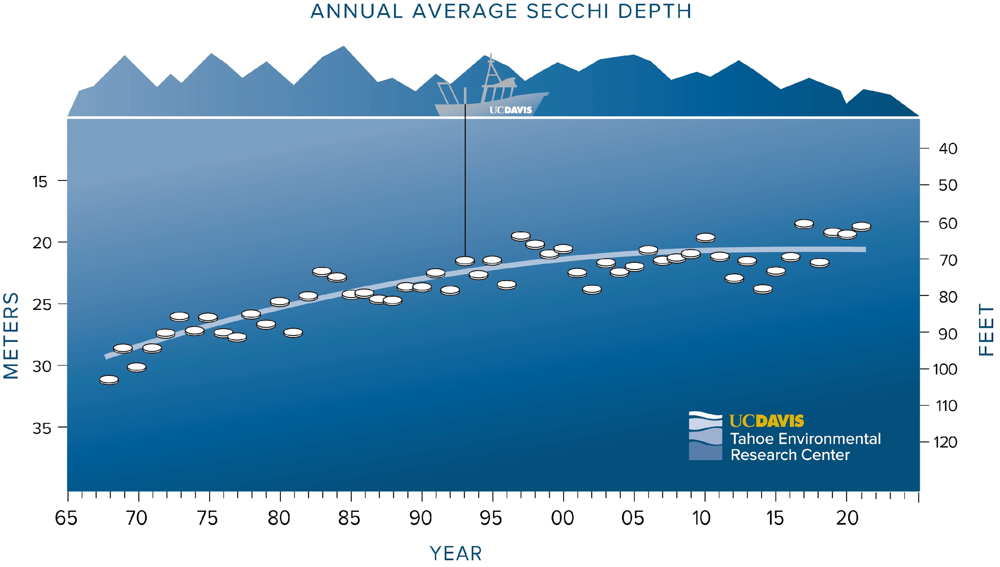 ANNUAL AVERAGE SECCHI DEPTH
UCDAVIS
40
15
50
60
20
70
80
25
METERS
FEET
90
30
100
110
UCDAVIS
35
Tahoe Environmental
120
Research Center
65 70 75 80 85 90 95 00 05 10 15 20
YEAR